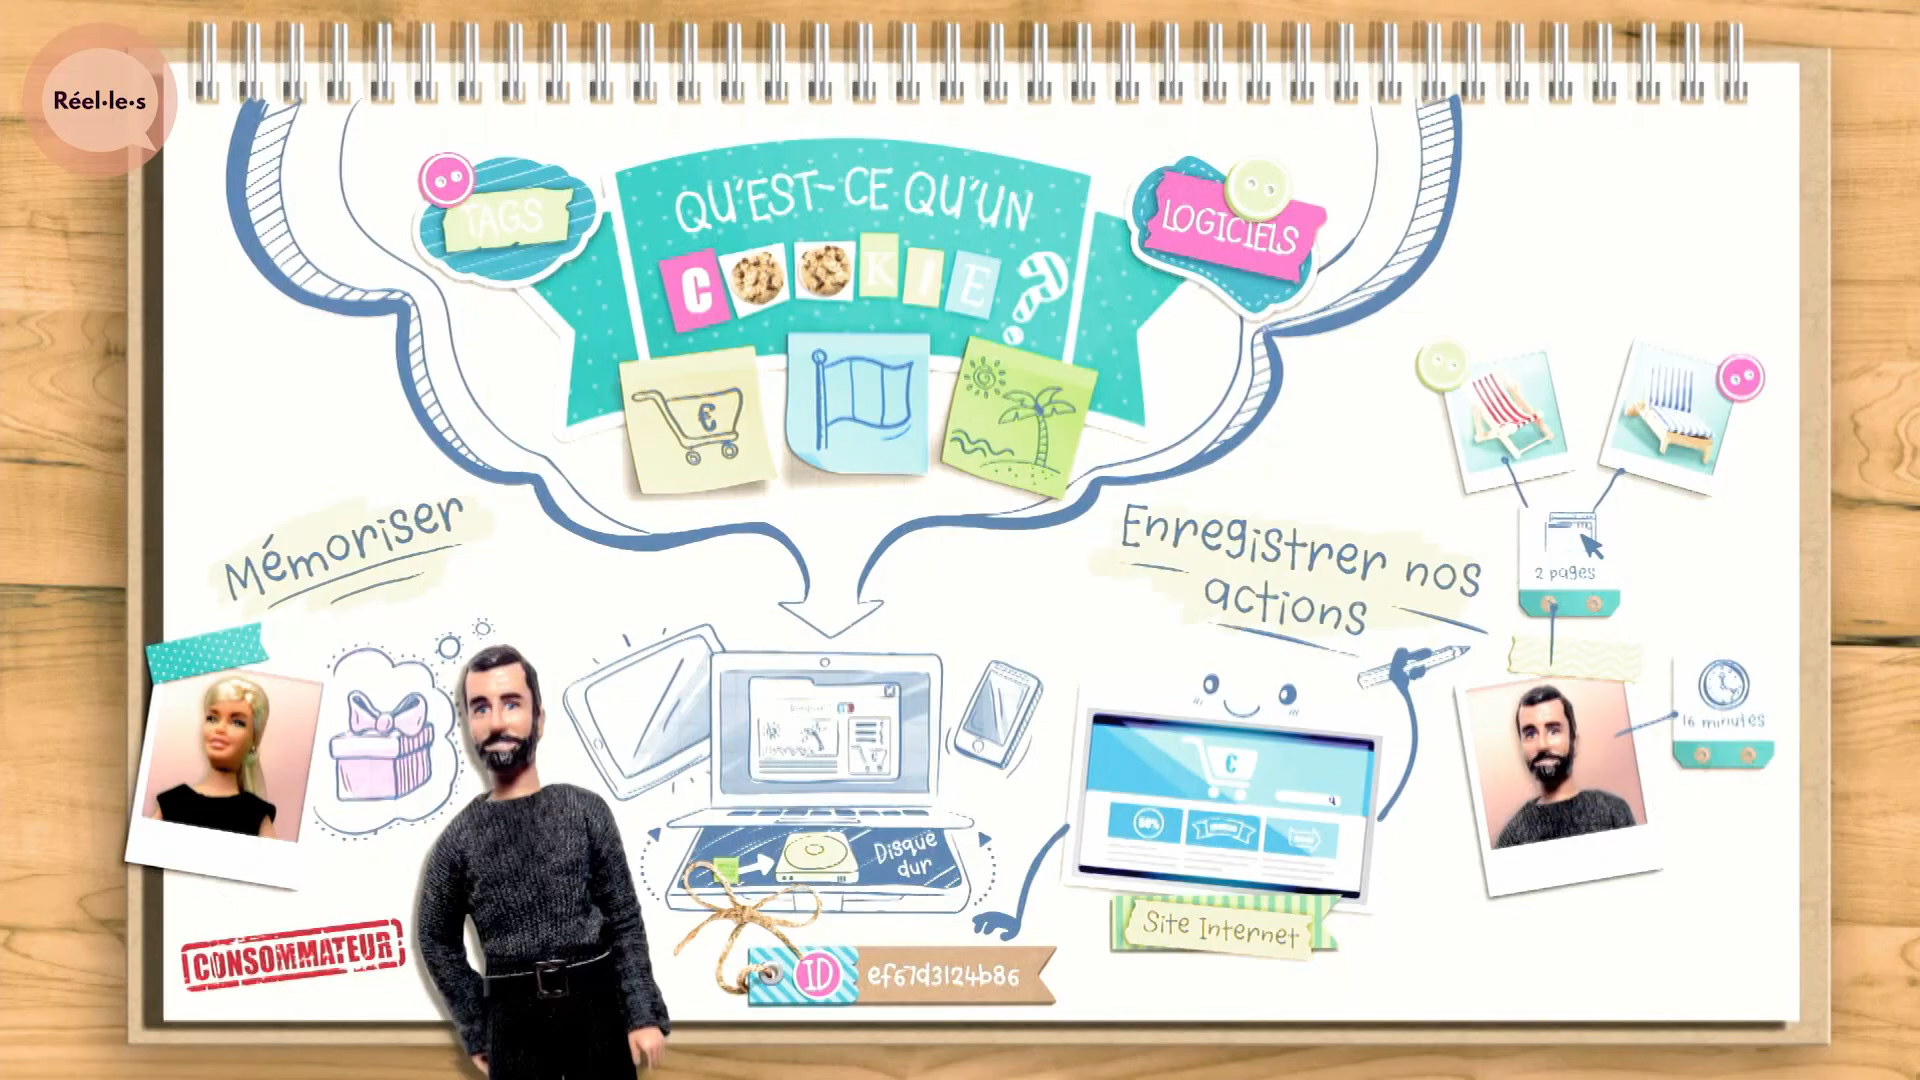 Réel·le·s
TAGS
QU'EST-CE QU'UN
COOKIE?
LOGICIELS
€
Mémoriser
Enregistrer nos
actions
2 pages
16 minutes
Disque
dur
€
50%
Site Internet
CONSOMMATEUR
ID
ef67d3124b86